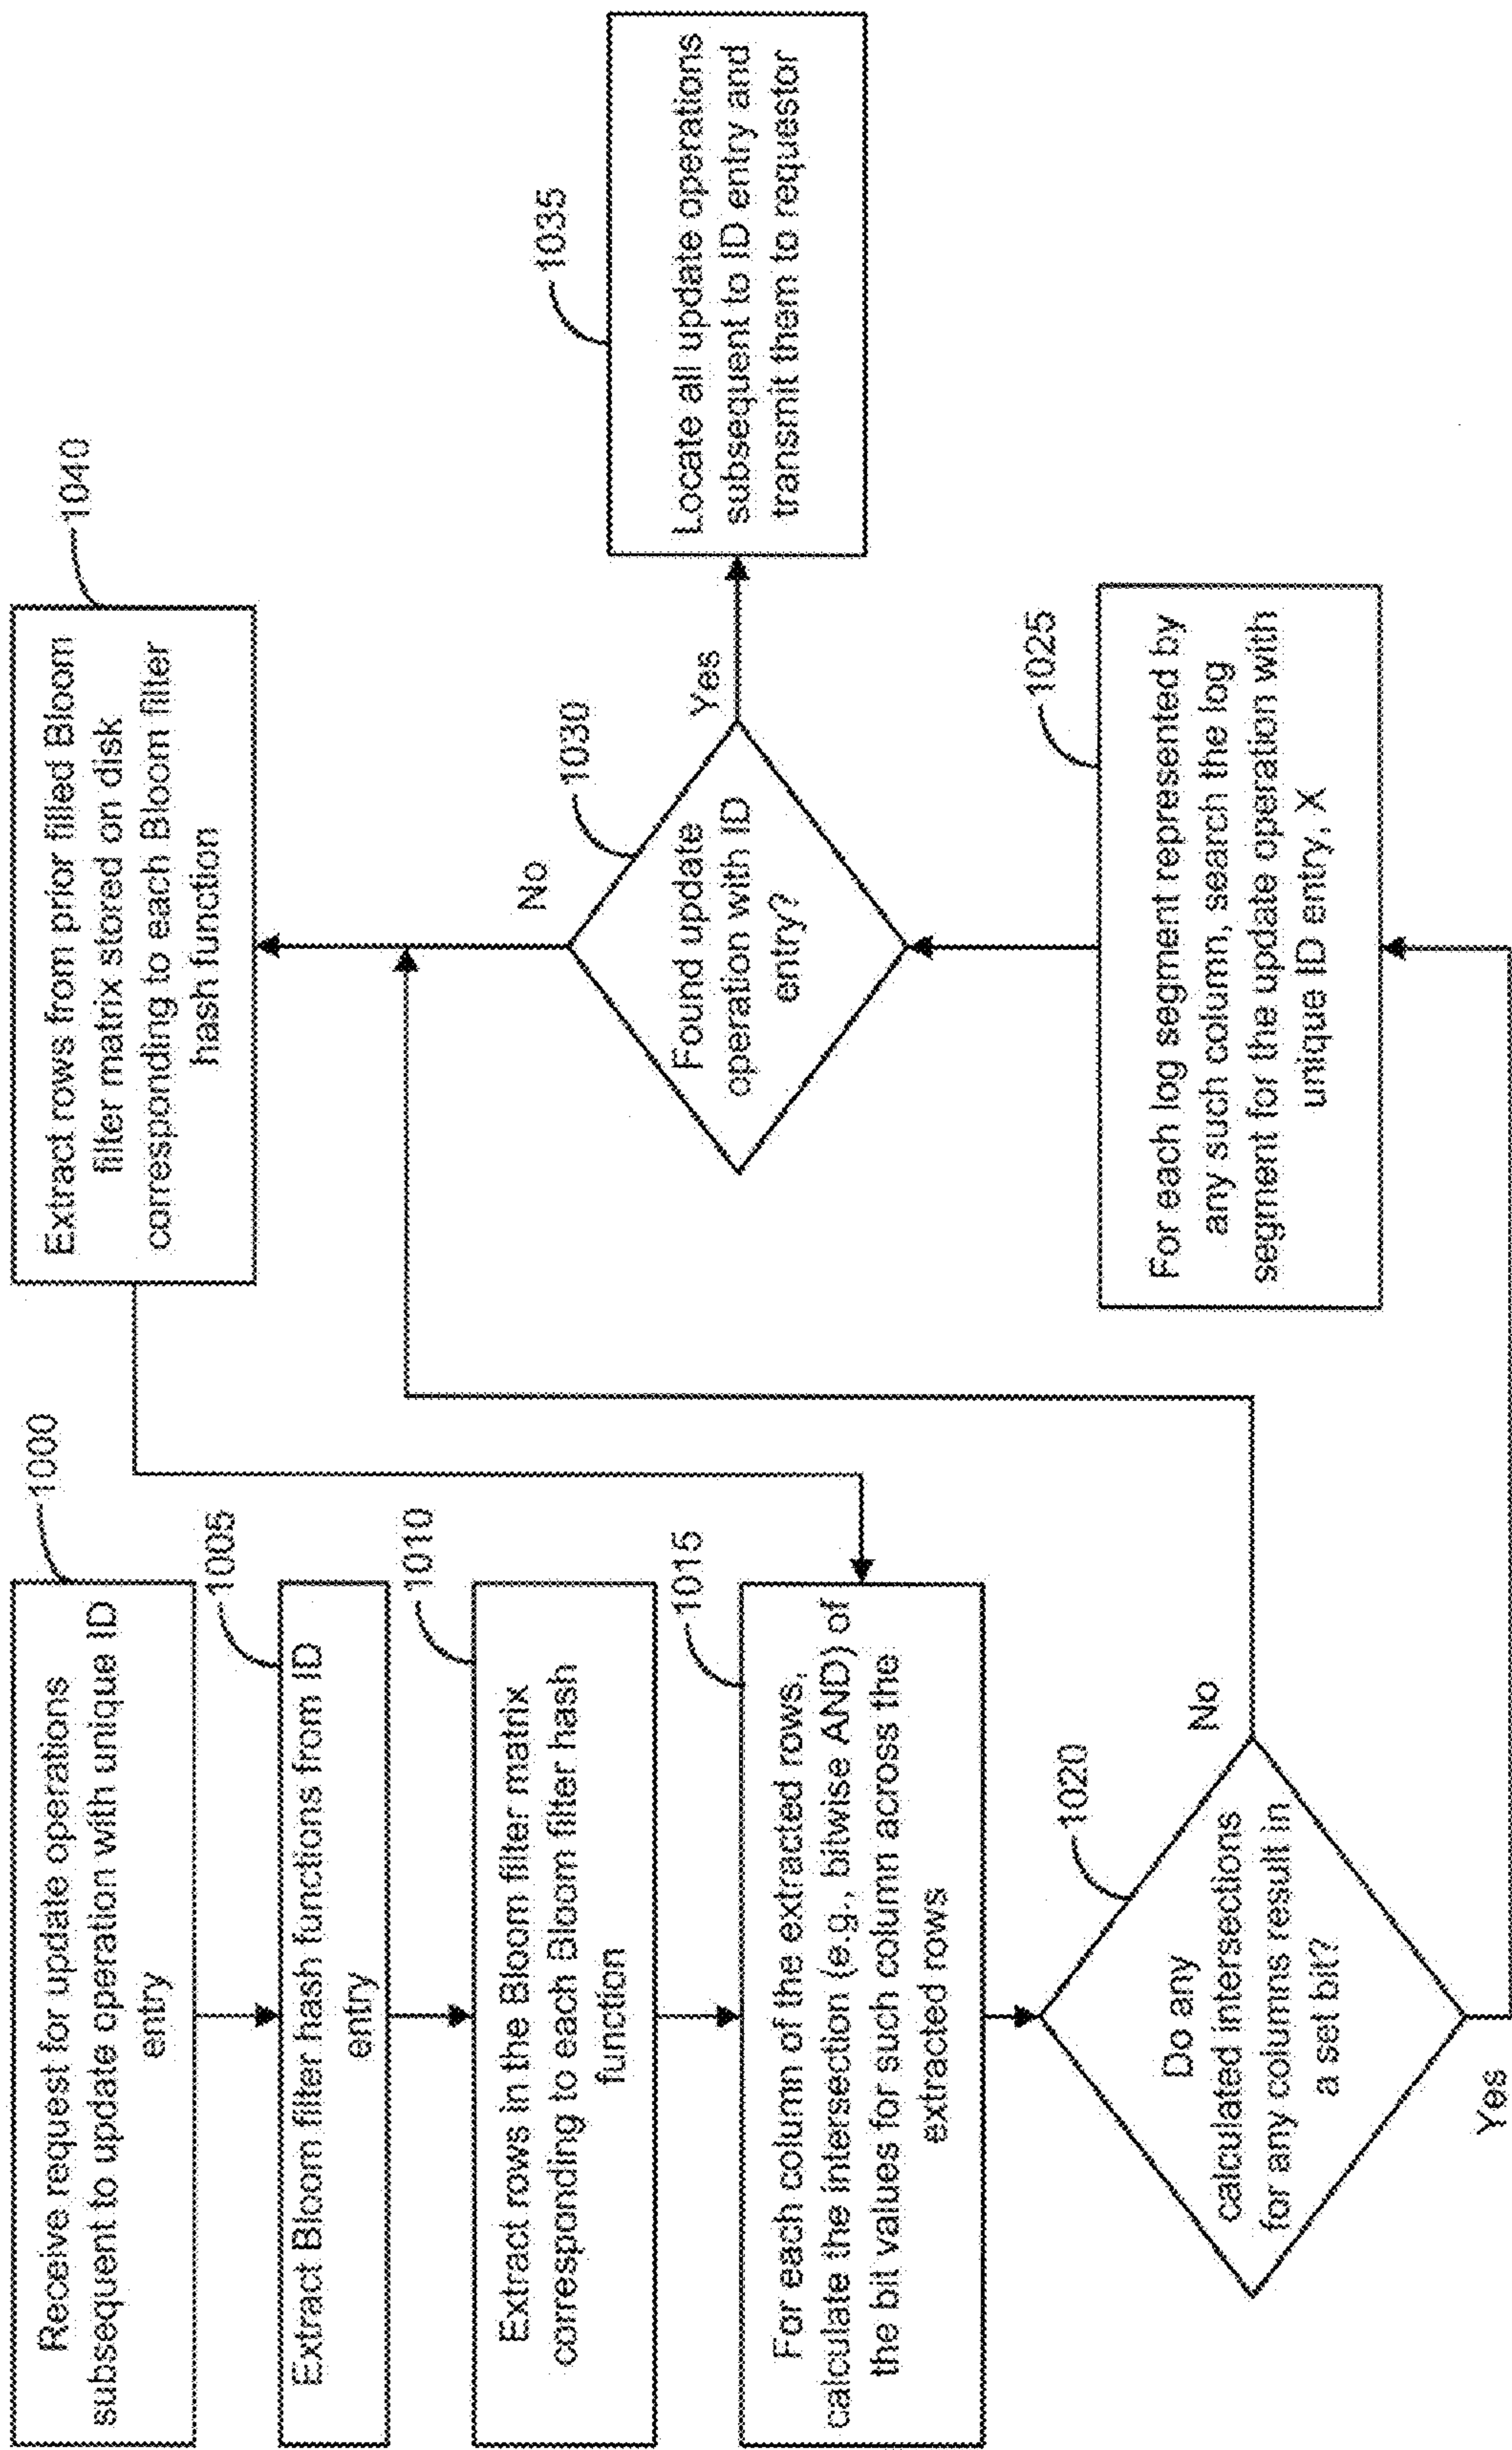 1000
Receive request for update operations
subsequent to update operation with unique ID
entry
1005
Extract Bloom filter hash functions from ID
entry
1010
Extract rows in the Bloom filter matrix
corresponding to each Bloom filter hash
function
1015
For each column of the extracted rows,
calculate the intersection (e.g., bitwise AND) of
the bit values for such column across the
extracted rows
1020
Do any
calculated intersections
for any columns result in
a set bit?
No
Yes
1040
Extract rows from prior filled Bloom
filter matrix stored on disk
corresponding to each Bloom filter
hash function
No
1030
Found update
operation with ID
entry?
Yes
1025
For each log segment represented by
any such column, search the log
segment for the update operation with
unique ID entry, X
1035
Locate all update operations
subsequent to ID entry and
transmit them to requestor